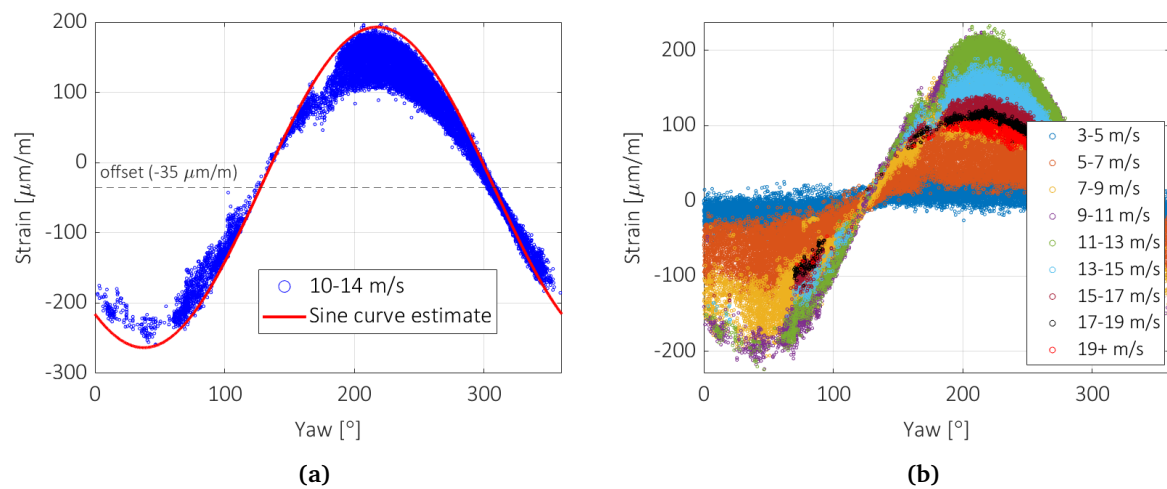 200
100
0
-100
-200
-300
Strain [μm/m]
offset (-35 μm/m)
10-14 m/s
Sine curve estimate
0
100
200
300
Yaw [°]
(a)
200
100
0
-100
-200
Strain [μm/m]
3-5 m/s
5-7 m/s
7-9 m/s
9-11 m/s
11-13 m/s
13-15 m/s
15-17 m/s
17-19 m/s
19+ m/s
0
100
200
300
Yaw [°]
(b)